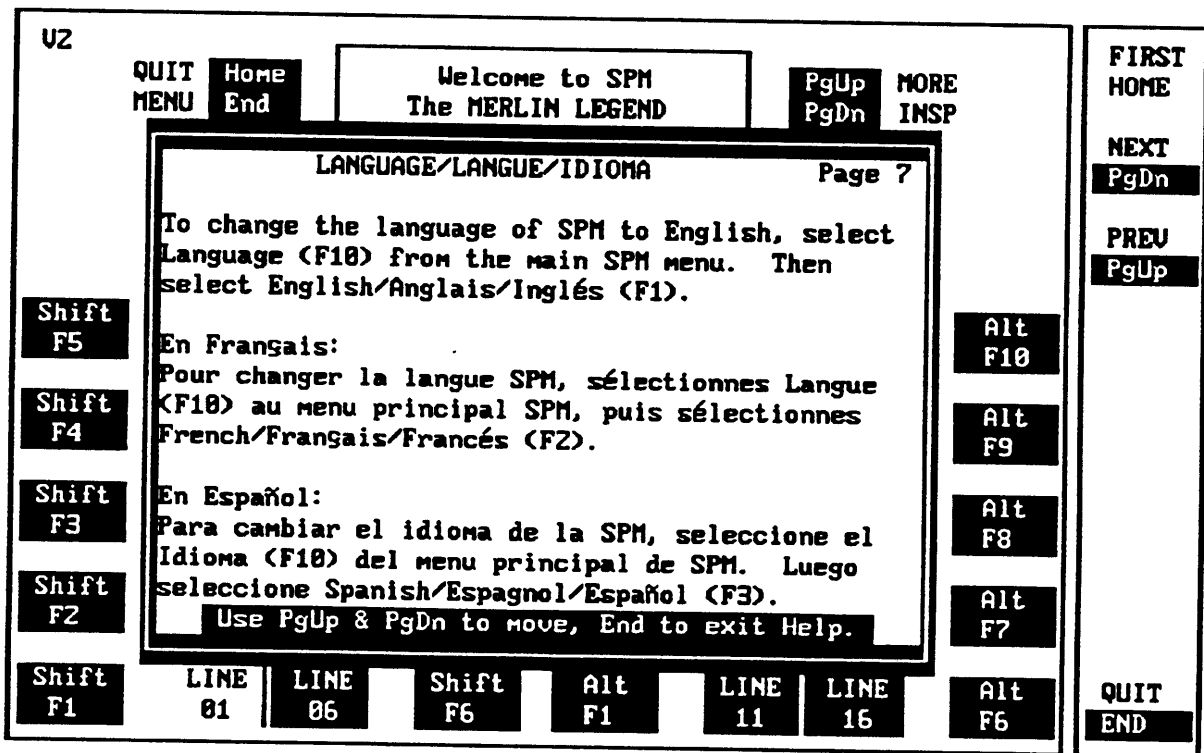 V2
QUIT Home
MENU End
Welcome to SPM
The MERLIN LEGEND
PgUp MORE
PgDn INSP
LANGUAGE/LANGUE/IDIOMA Page 7
To change the language of SPM to English, select
Language (F10) from the main SPM menu. Then
select English/Anglais/Inglés (F1).
En Français:
Pour changer la langue SPM, sélectionnes Langue
(F10) au menu principal SPM, puis sélectionnes
French/Français/Francés (F2).
En Español:
Para cambiar el idioma de la SPM, seleccione el
Idioma (F10) del menu principal de SPM. Luego
seleccione Spanish/Espagnol/Español (F3).
Use PgUp & PgDn to move, End to exit Help.
Shift
F5
Shift
F4
Shift
F3
Shift
F2
Shift
F1
LINE
01
LINE
06
Shift
F6
Alt
F1
LINE
11
LINE
16
Alt
F10
Alt
F9
Alt
F8
Alt
F7
Alt
F6
FIRST
HOME
NEXT
PgDn
PREV
PgUp
QUIT
END